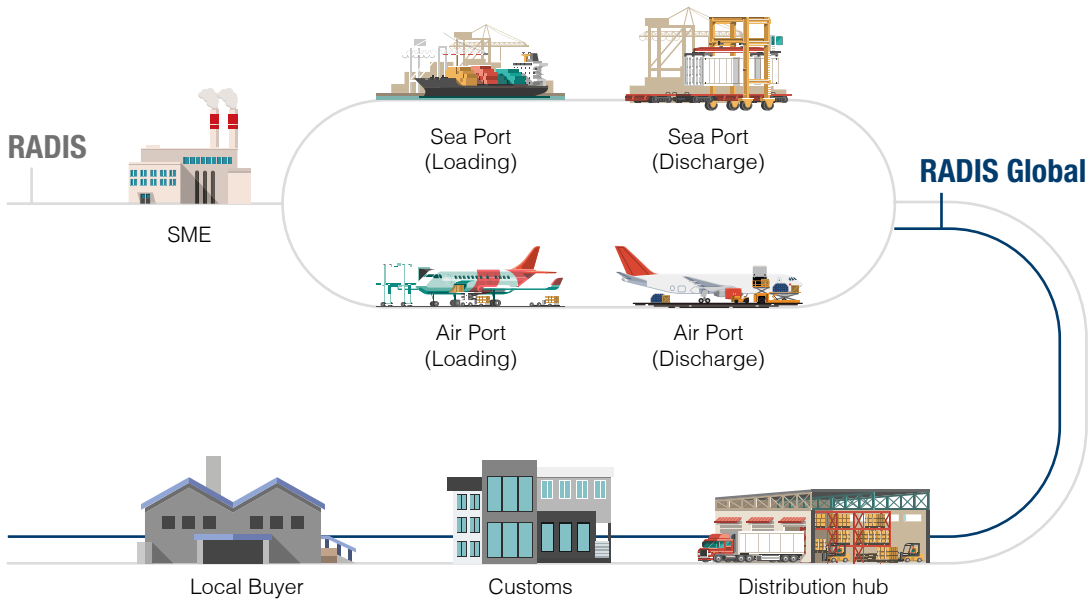 RADIS
SME
Sea Port
(Loading)
Sea Port
(Discharge)
RADIS Global
Air Port
(Loading)
Air Port
(Discharge)
Local Buyer
Customs
Distribution hub